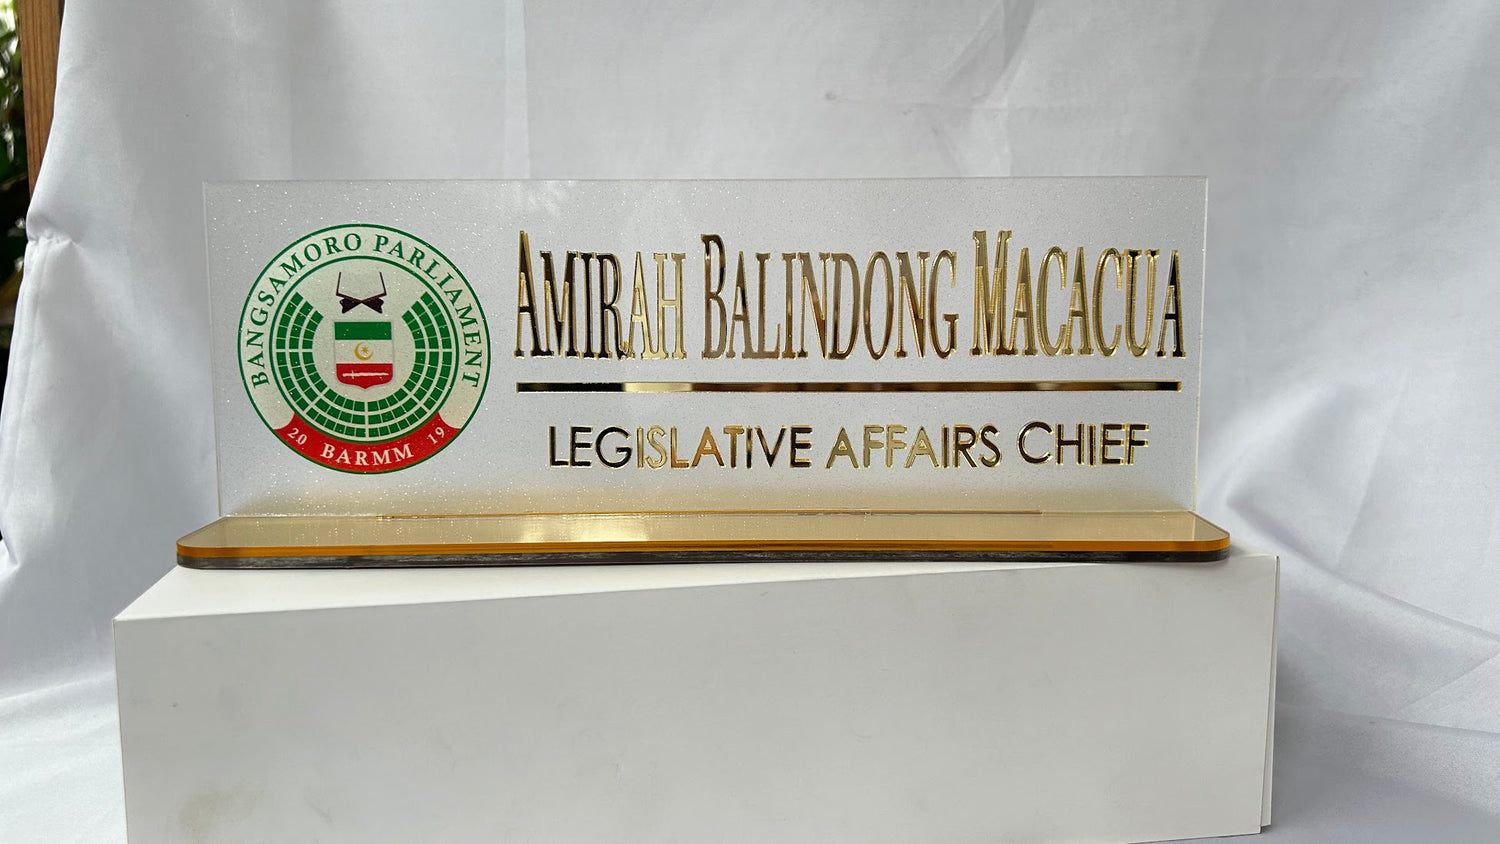 BANGSAMORO PARLIAMENT
20 BARMM 19
AMIRAH BALINDONG MACACUA
LEGISLATIVE AFFAIRS CHIEF